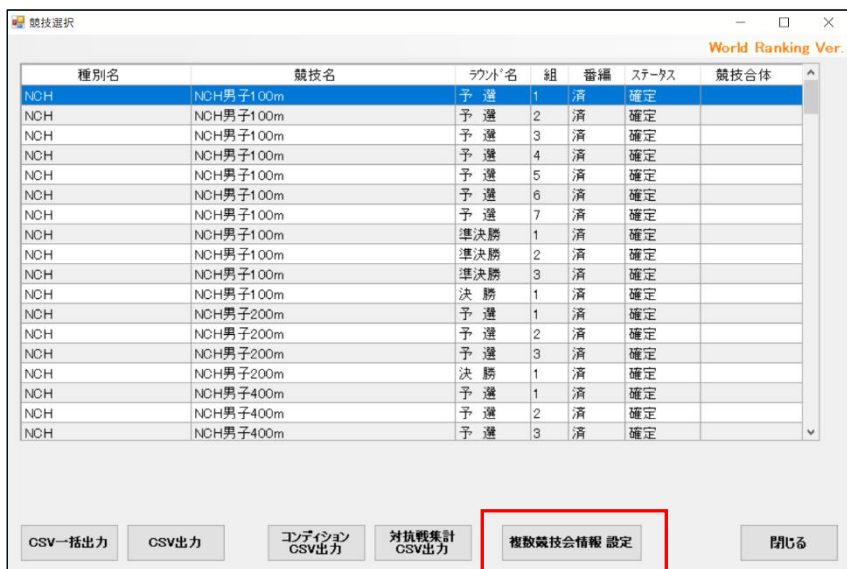 競技選択
World Ranking Ver.
種別名 競技名 ラウンド名 組 番編 ステータス 競技合体
NCH NCH男子100m 予 選 1 済 確定
NCH NCH男子100m 予 選 2 済 確定
NCH NCH男子100m 予 選 3 済 確定
NCH NCH男子100m 予 選 4 済 確定
NCH NCH男子100m 予 選 5 済 確定
NCH NCH男子100m 予 選 6 済 確定
NCH NCH男子100m 予 選 7 済 確定
NCH NCH男子100m 準決勝 1 済 確定
NCH NCH男子100m 準決勝 2 済 確定
NCH NCH男子100m 準決勝 3 済 確定
NCH NCH男子100m 決 勝 1 済 確定
NCH NCH男子200m 予 選 1 済 確定
NCH NCH男子200m 予 選 2 済 確定
NCH NCH男子200m 予 選 3 済 確定
NCH NCH男子200m 決 勝 1 済 確定
NCH NCH男子400m 予 選 1 済 確定
NCH NCH男子400m 予 選 2 済 確定
NCH NCH男子400m 予 選 3 済 確定
CSV一括出力 CSV出力 コンディション CSV出力 対抗戦集計 CSV出力 複数競技会情報 設定 閉じる